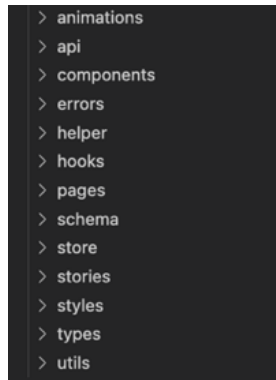 animations
api
components
errors
helper
hooks
pages
schema
store
stories
styles
types
utils